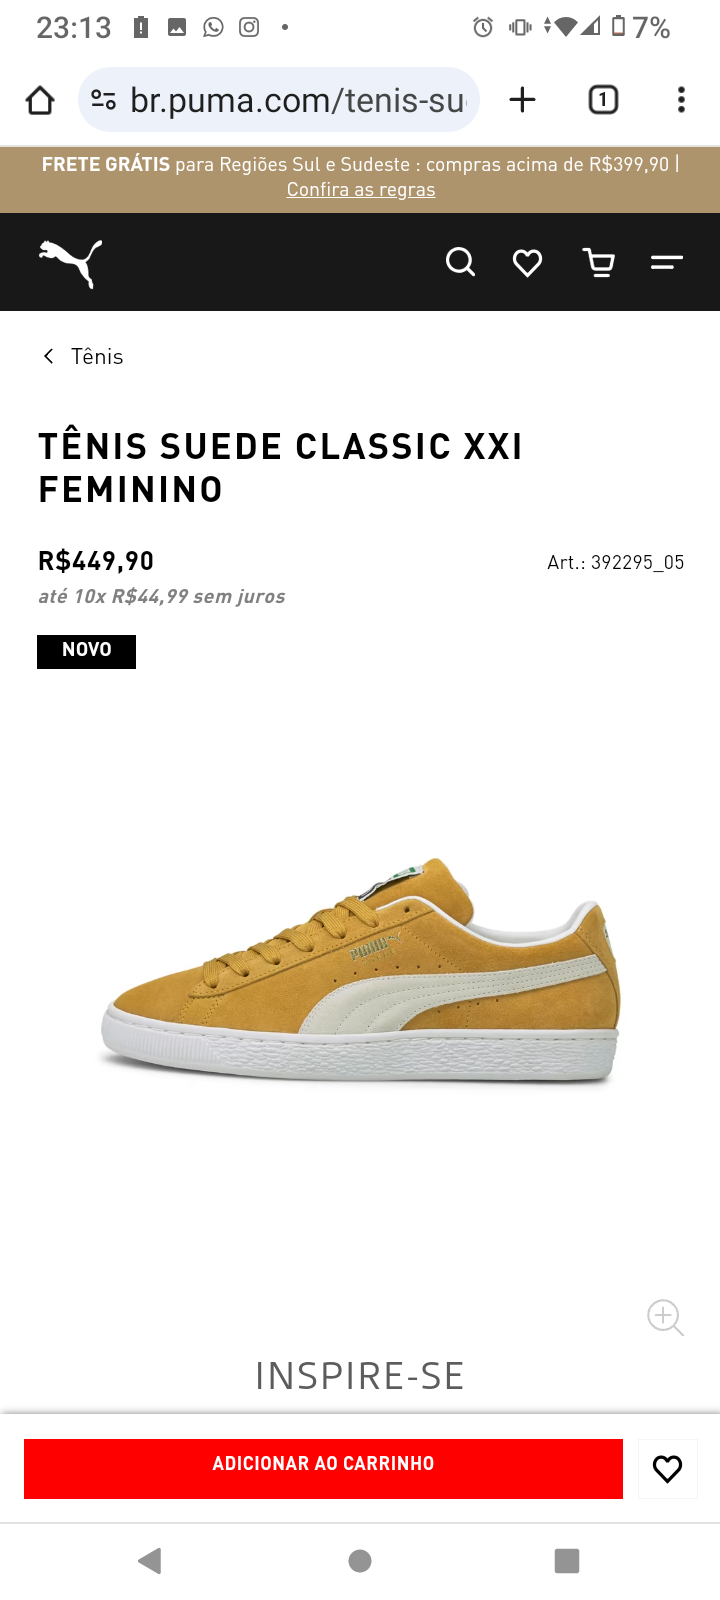 23:13
7%
br.puma.com/tenis-su
1
FRETE GRÁTIS para Regiões Sul e Sudeste : compras acima de R$399,90 |
Confira as regras
Tênis
TÊNIS SUEDE CLASSIC XXI
FEMININO
R$449,90
Art.: 392295_05
até 10x R$44,99 sem juros
NOVO
PUMA
INSPIRE-SE
ADICIONAR AO CARRINHO